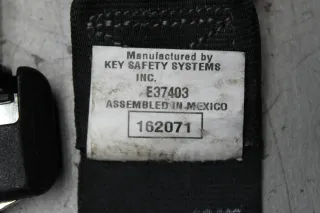 Manufactured by
KEY SAFETY SYSTEMS
INC.
E37403
ASSEMBLED IN MEXICO
162071